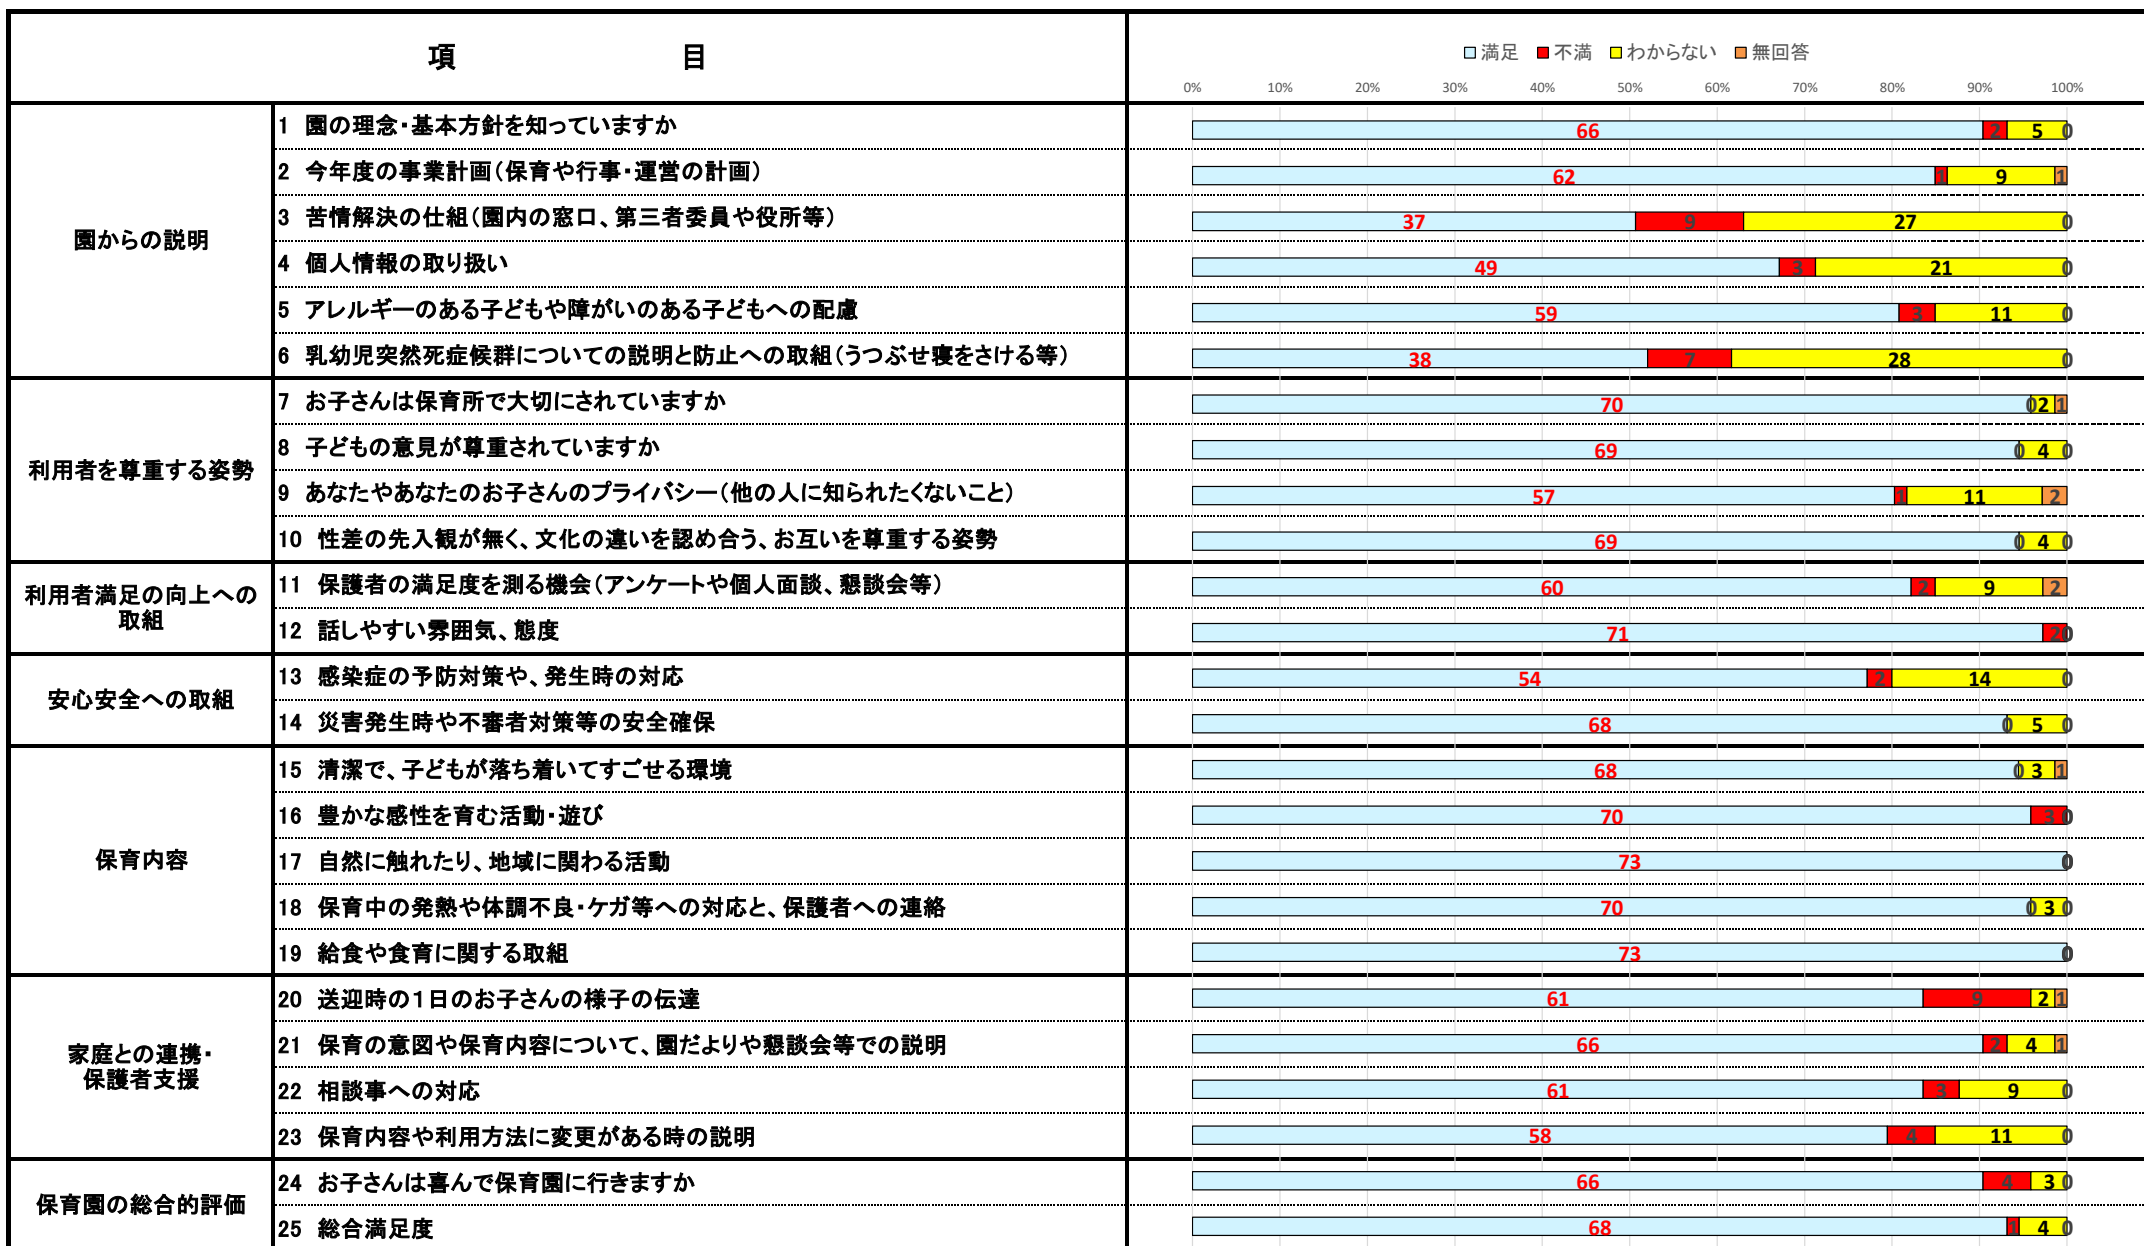 項 目
満足 不満 わからない 無回答
0% 10% 20% 30% 40% 50% 60% 70% 80% 90% 100%
園からの説明
1 園の理念・基本方針を知っていますか
66 2 5 0
2 今年度の事業計画(保育や行事・運営の計画)
62 1 9 1
3 苦情解決の仕組(園内の窓口、第三者委員や役所等)
37 9 27 0
4 個人情報の取り扱い
49 3 21 0
5 アレルギーのある子どもや障がいのある子どもへの配慮
59 3 11 0
6 乳幼児突然死症候群についての説明と防止への取組(うつぶせ寝をさける等)
38 7 28 0
利用者を尊重する姿勢
7 お子さんは保育所で大切にされていますか
70 0 2 1
8 子どもの意見が尊重されていますか
69 0 4 0
9 あなたやあなたのお子さんのプライバシー(他の人に知られたくないこと)
57 1 11 2
10 性差の先入観が無く、文化の違いを認め合う、お互いを尊重する姿勢
69 0 4 0
利用者満足の向上への
取組
11 保護者の満足度を測る機会(アンケートや個人面談、懇談会等)
60 2 9 2
12 話しやすい雰囲気、態度
71 2 0
安心安全への取組
13 感染症の予防対策や、発生時の対応
54 2 14 0
14 災害発生時や不審者対策等の安全確保
68 0 5 0
保育内容
15 清潔で、子どもが落ち着いてすごせる環境
68 0 3 1
16 豊かな感性を育む活動・遊び
70 3 0
17 自然に触れたり、地域に関わる活動
73 0
18 保育中の発熱や体調不良・ケガ等への対応と、保護者への連絡
70 0 3 0
19 給食や食育に関する取組
73 0
家庭との連携・
保護者支援
20 送迎時の1日のお子さんの様子の伝達
61 9 2 1
21 保育の意図や保育内容について、園だよりや懇談会等での説明
66 2 4 1
22 相談事への対応
61 3 9 0
23 保育内容や利用方法に変更がある時の説明
58 4 11 0
保育園の総合的評価
24 お子さんは喜んで保育園に行きますか
66 4 3 0
25 総合満足度
68 1 4 0